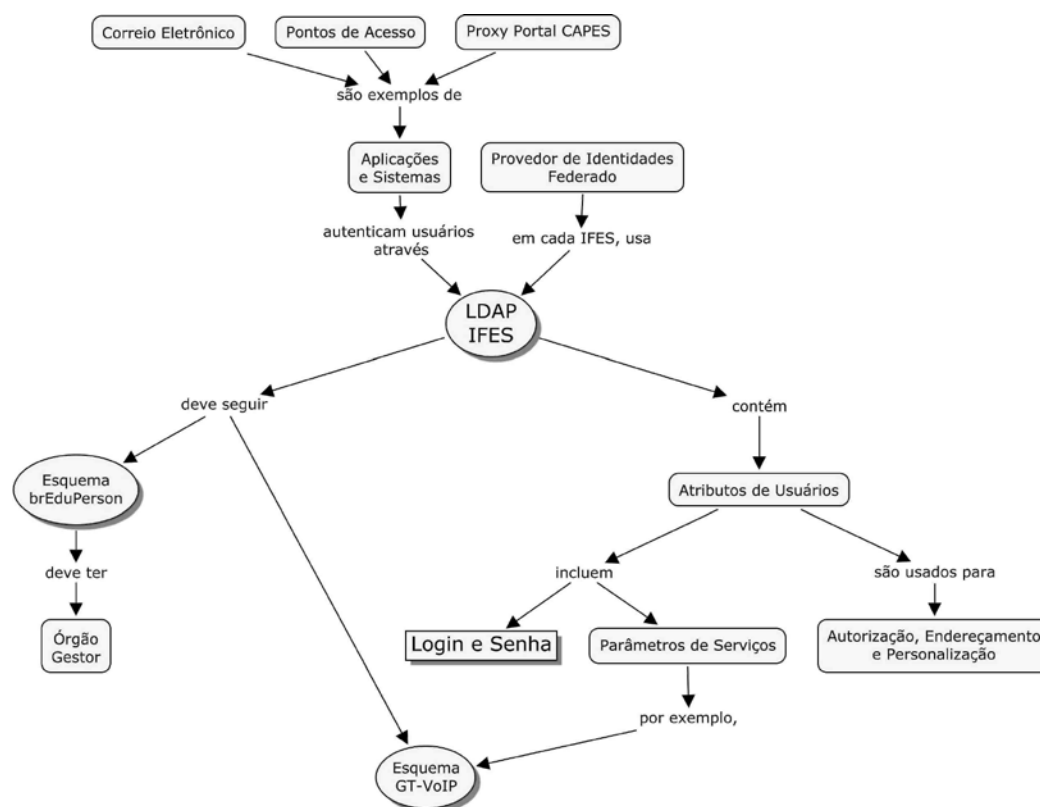 Correio Eletrônico
Pontos de Acesso
Proxy Portal CAPES
são exemplos de
Aplicações
e Sistemas
Provedor de Identidades
Federado
autenticam usuários
através
em cada IFES, usa
LDAP
IFES
deve seguir
contém
Esquema
brEduPerson
Atributos de Usuários
deve ter
incluem
são usados para
Órgão
Gestor
Login e Senha
Parâmetros de Serviços
Autorização, Endereçamento
e Personalização
por exemplo,
Esquema
GT-VoIP